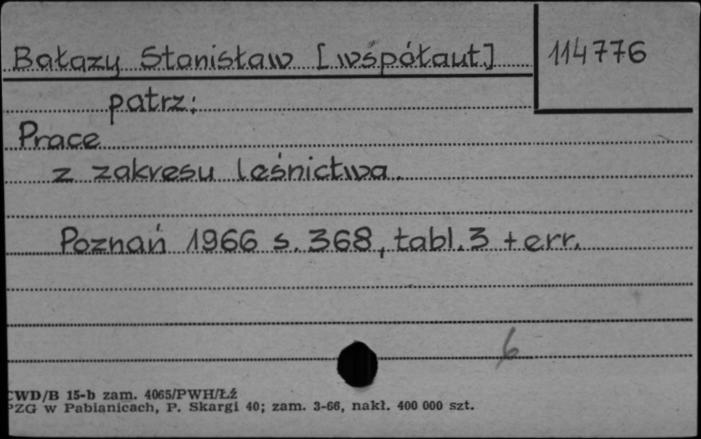 Bałazy Stanisław [współaut.] 114776
patrz:
Prace
z zakresu leśnictwa.
Poznań 1966 s. 368, tabl. 3 + err.
6
CWD/B 15-b zam. 4065/PWH/Łź
PZG w Pabianicach, P. Skargi 40; zam. 3-66, nakł. 400 000 szt.